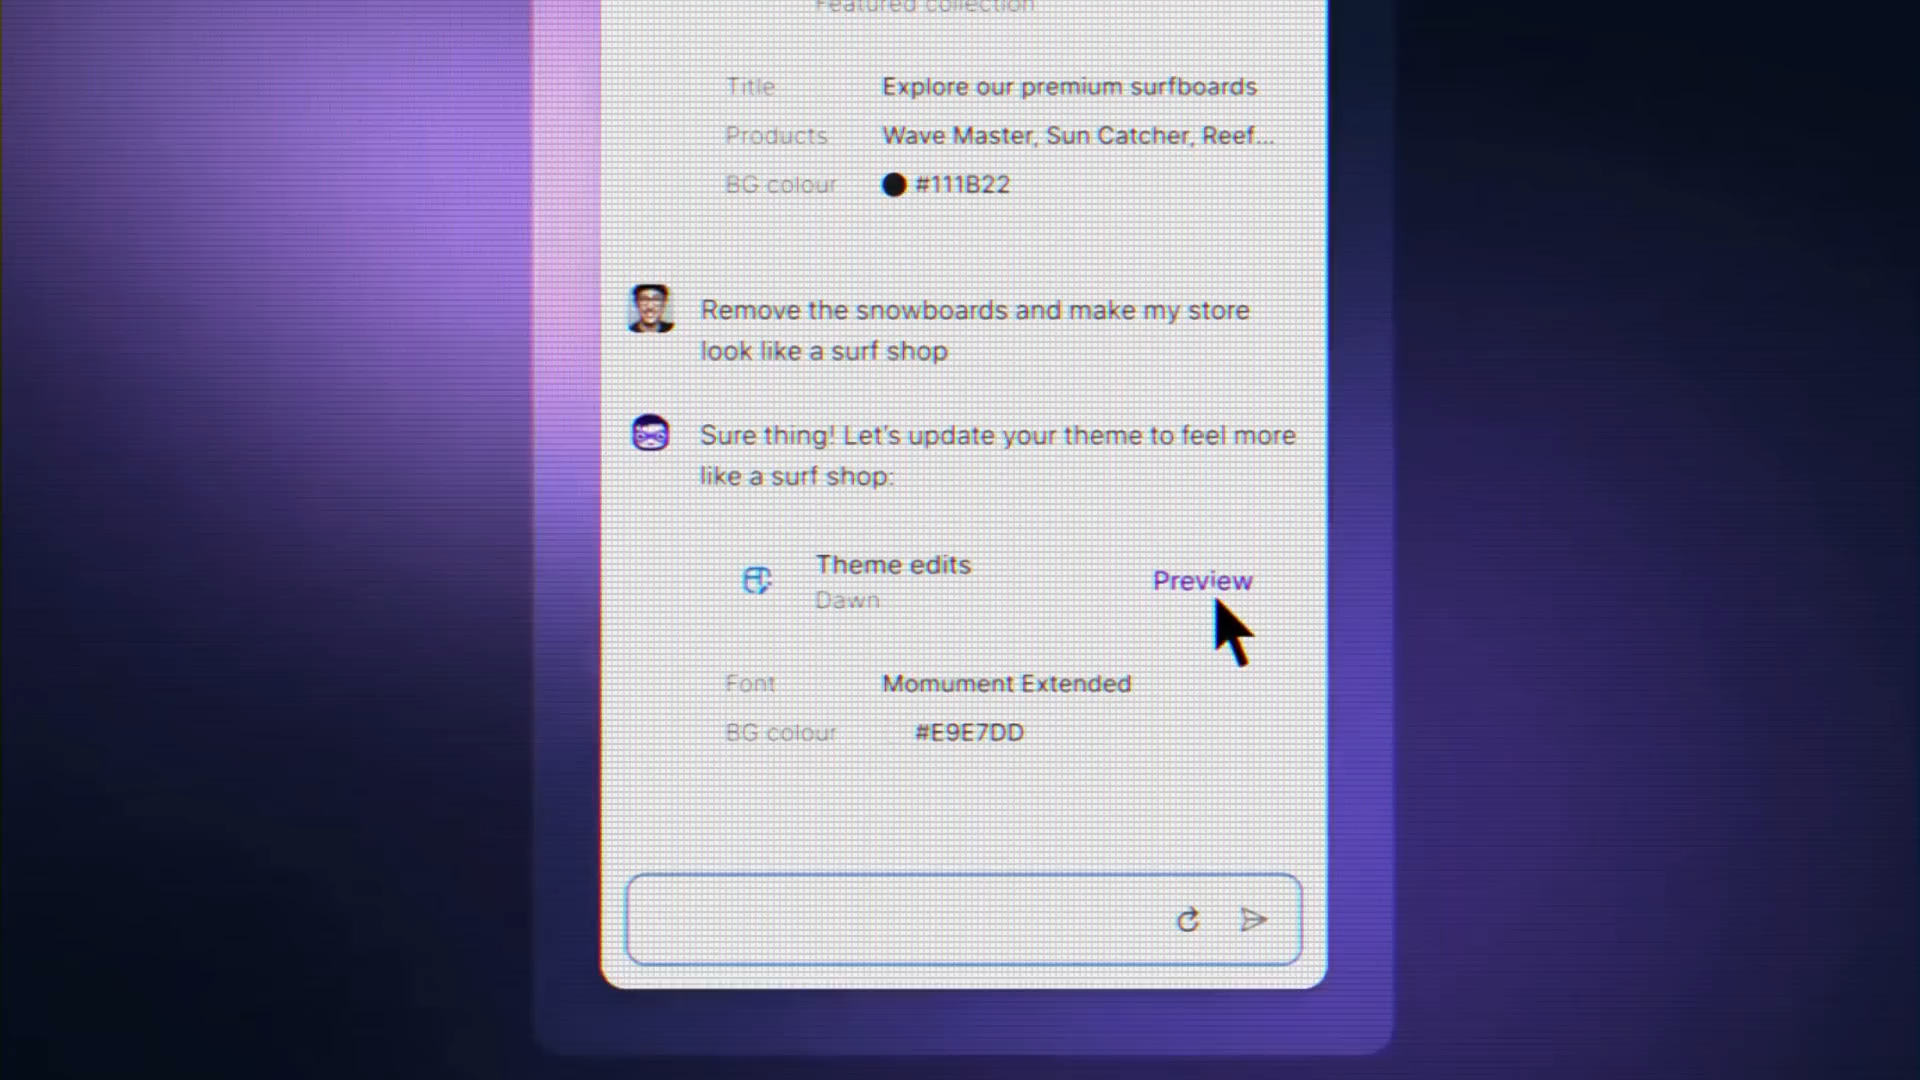 Featured collection
Title Explore our premium surfboards
Products Wave Master, Sun Catcher, Reef...
BG colour #111B22
Remove the snowboards and make my store
look like a surf shop
Sure thing! Let's update your theme to feel more
like a surf shop:
Theme edits
Dawn
Preview
Font Momument Extended
BG colour #E9E7DD